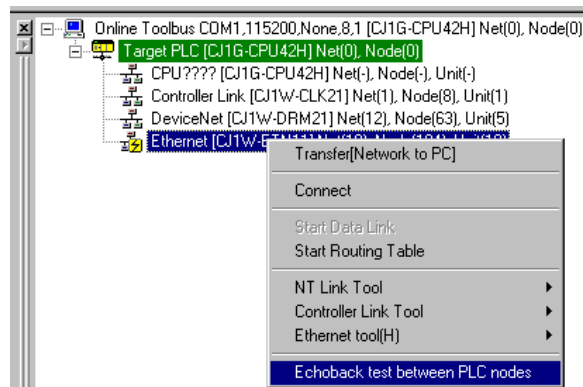 Online Toolbus COM1,115200,None,8,1 [CJ1G-CPU42H] Net(0), Node(0)
Target PLC [CJ1G-CPU42H] Net(0), Node(0)
CPU???? [CJ1G-CPU42H] Net(-), Node(-), Unit(-)
Controller Link [CJ1W-CLK21] Net(1), Node(8), Unit(1)
DeviceNet [CJ1W-DRM21] Net(12), Node(63), Unit(5)
Ethernet
Transfer[Network to PC]
Connect
Start Data Link
Start Routing Table
NT Link Tool
Controller Link Tool
Ethernet tool(H)
Echoback test between PLC nodes